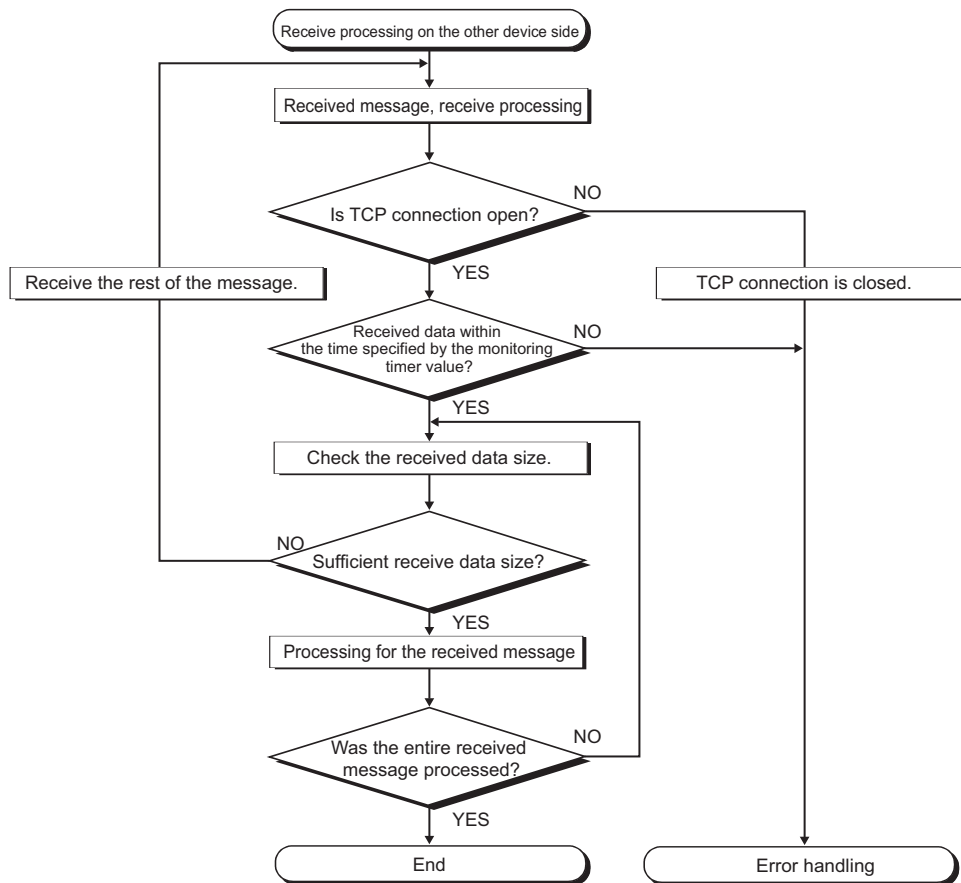 Receive processing on the other device side
Received message, receive processing
Is TCP connection open?
NO
YES
Receive the rest of the message.
TCP connection is closed.
Received data within
the time specified by the monitoring
timer value?
NO
YES
Check the received data size.
NO
Sufficient receive data size?
YES
Processing for the received message
Was the entire received
message processed?
NO
YES
End
Error handling